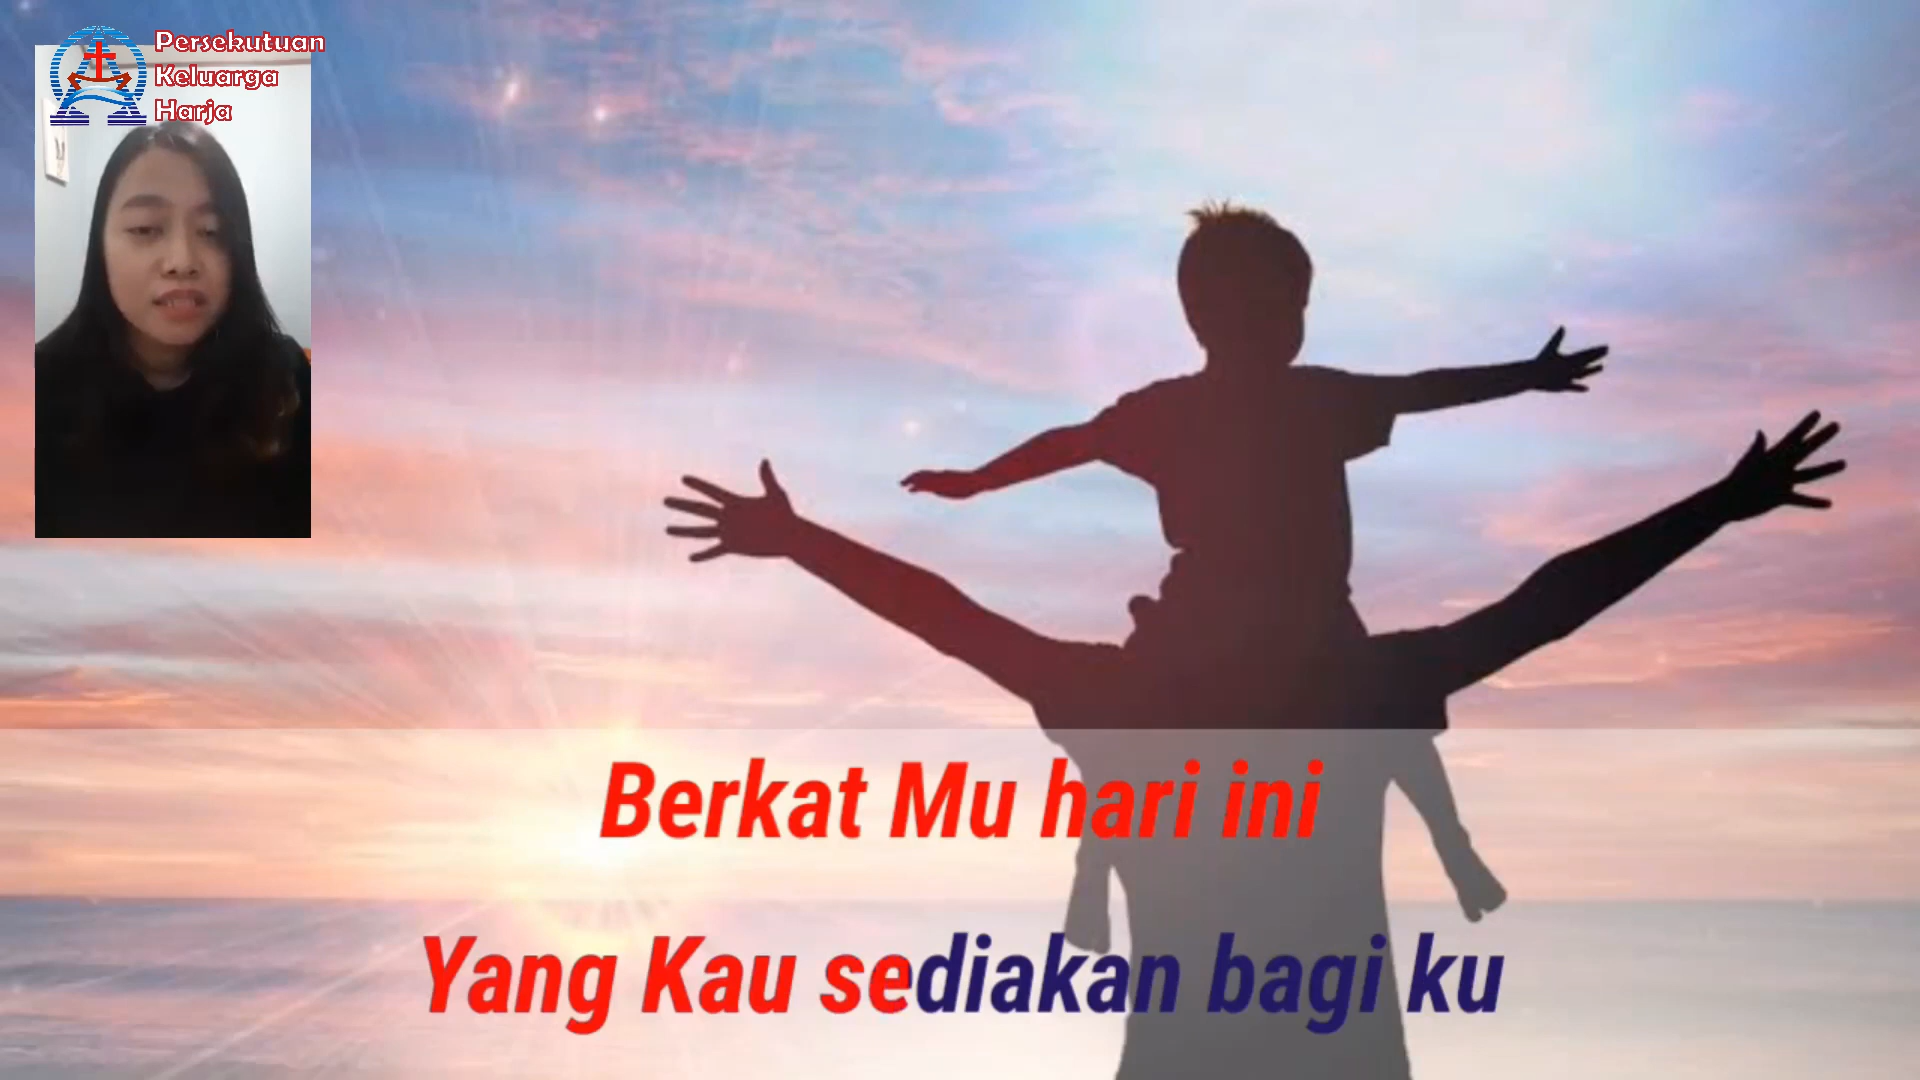 Persekutuan
Keluarga
Harja
Berkat Mu hari ini
Yang Kau sediakan bagi ku